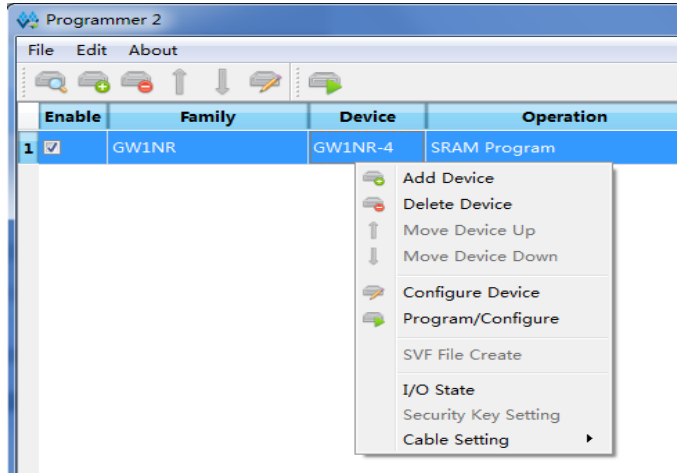 Programmer 2
File Edit About
Enable Family Device Operation
1 GW1NR GW1NR-4 SRAM Program
Add Device
Delete Device
Move Device Up
Move Device Down
Configure Device
Program/Configure
SVF File Create
I/O State
Security Key Setting
Cable Setting